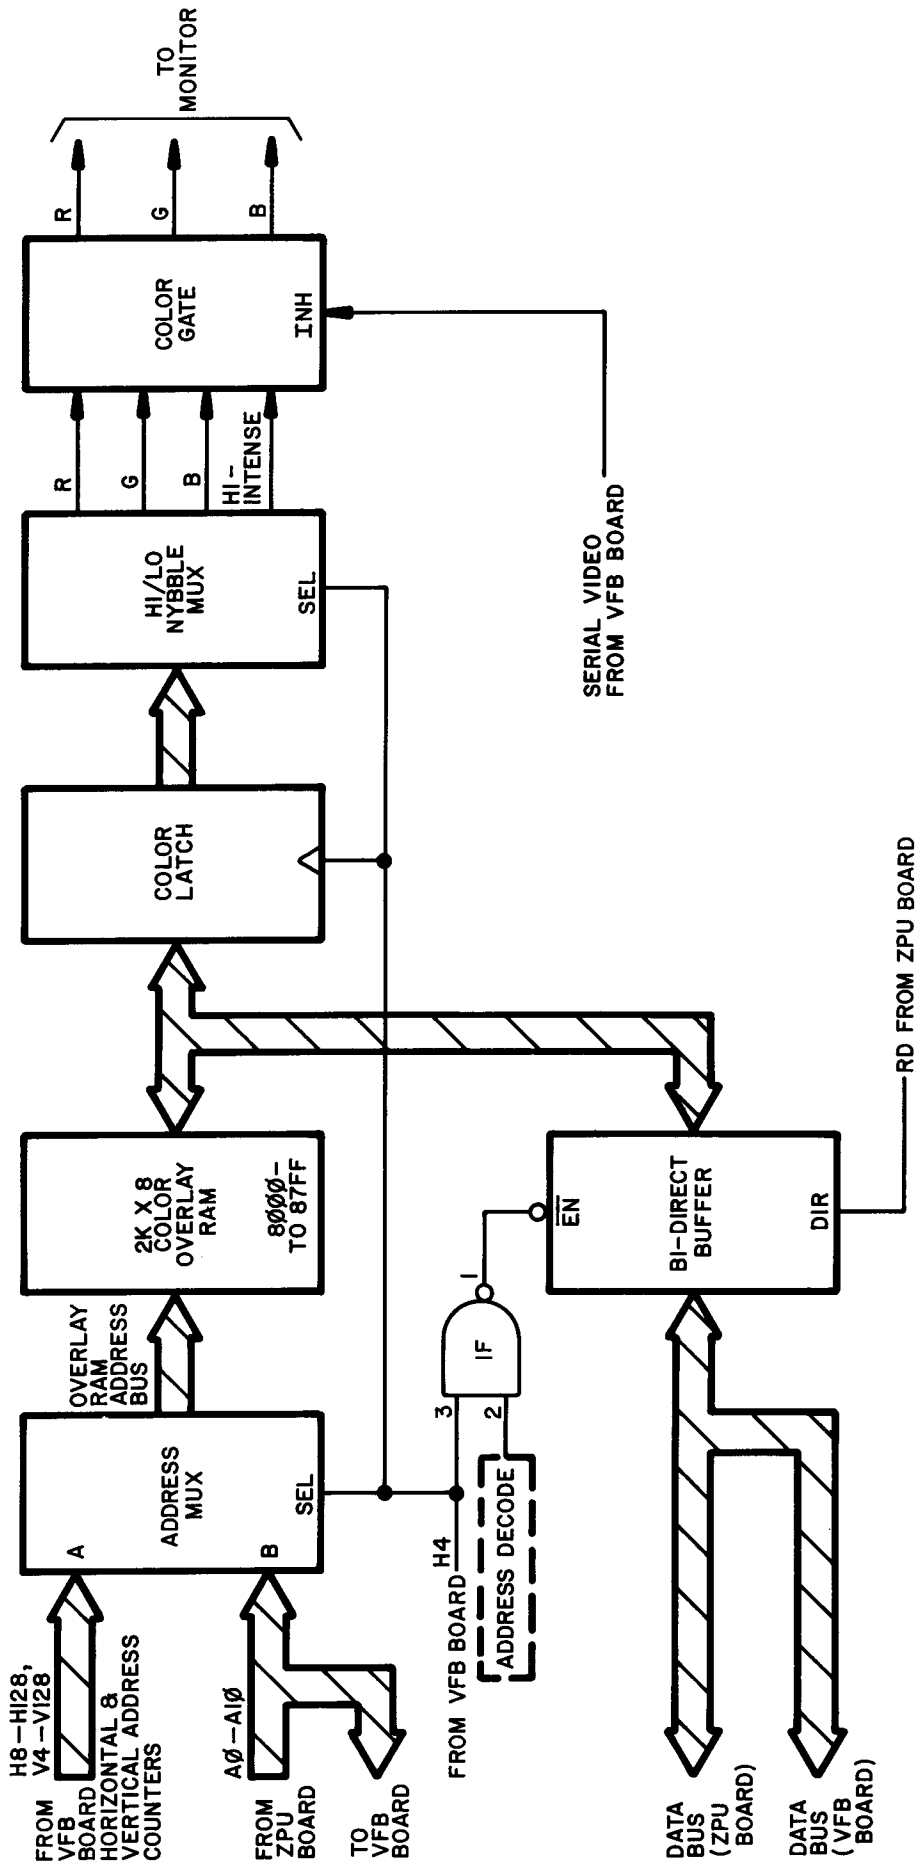 H8–H128,
V4–V128
FROM
VFB
BOARD
HORIZONTAL &
VERTICAL ADDRESS
COUNTERS
A
ADDRESS
MUX
B
SEL
AØ–A1Ø
FROM
ZPU
BOARD
TO
VFB
BOARD
OVERLAY
RAM
ADDRESS
BUS
2K X 8
COLOR
OVERLAY
RAM
8ØØØ-
TO 87FF
COLOR
LATCH
HI/LO
NYBBLE
MUX
SEL
R
G
B
HI-
INTENSE
COLOR
GATE
INH
R
G
B
TO
MONITOR
FROM VFB BOARD
H4
ADDRESS DECODE
3
2
1F
1
EN
BI-DIRECT
BUFFER
DIR
RD FROM ZPU BOARD
SERIAL VIDEO
FROM VFB BOARD
DATA
BUS
(ZPU
BOARD)
DATA
BUS
(VFB
BOARD)